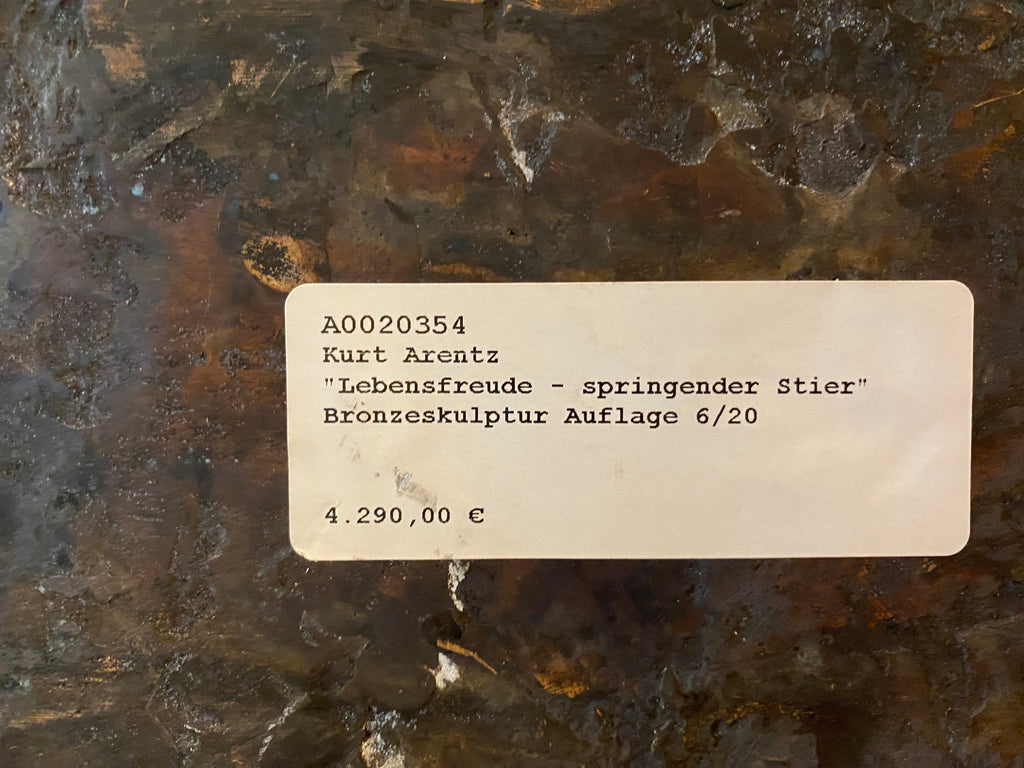 A0020354
Kurt Arentz
"Lebensfreude - springender Stier"
Bronzeskulptur Auflage 6/20
4.290,00 €